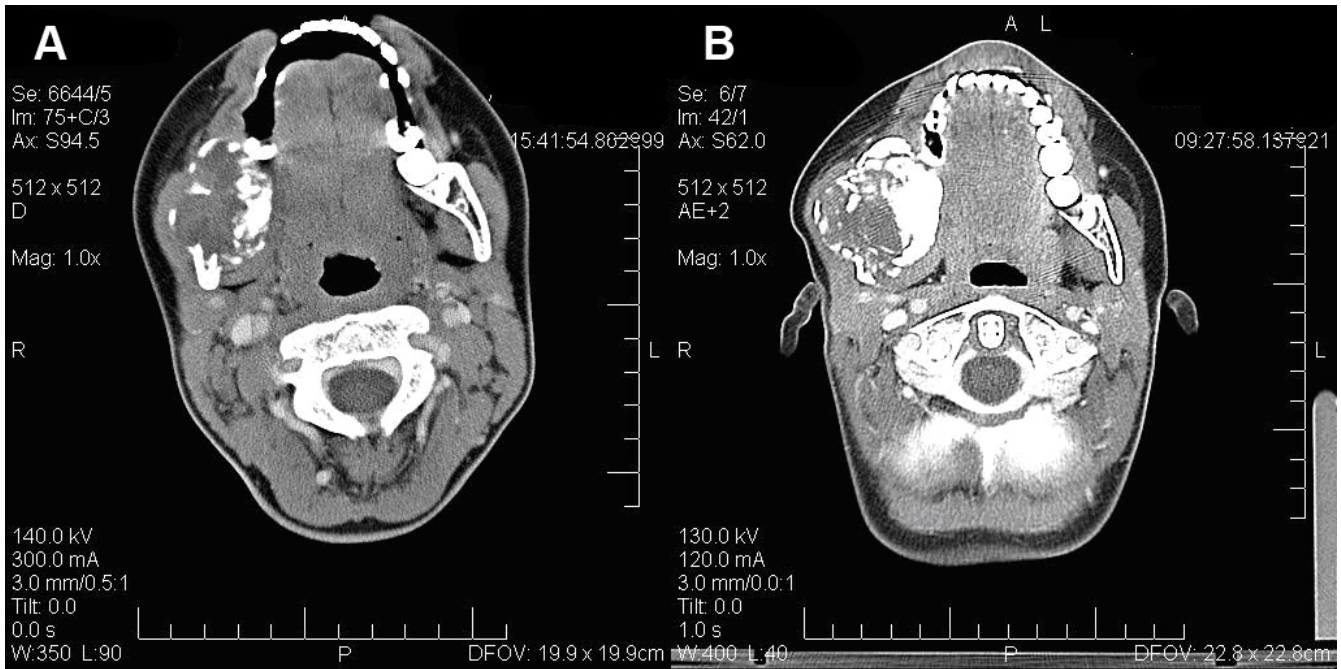 A
Se: 6644/5
Im: 75+C/3
Ax: S94.5
15:41:54.802999
512 x 512
D
Mag: 1.0x
R
L
140.0 kV
300.0 mA
3.0 mm/0.5:1
Tilt: 0.0
0.0 s
W:350 L:90
P
DFOV: 19.9 x 19.9cm
B
A L
Se: 6/7
Im: 42/1
Ax: S62.0
09:27:58.137921
512 x 512
AE+2
Mag: 1.0x
R
L
130.0 kV
120.0 mA
3.0 mm/0.0:1
Tilt: 0.0
1.0 s
W:400 L:40
P
DFOV: 22.8 x 22.8cm